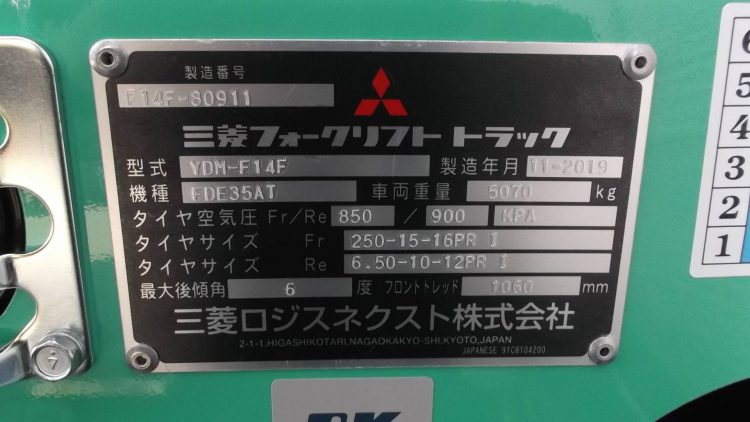 製造番号
F14F-80911
三菱フォークリフト トラック
型式 YDM-F14F 製造年月 11-2019
機種 FDE35AT 車両重量 5070 kg
タイヤ空気圧 Fr/Re 850 / 900 KPA
タイヤサイズ Fr 250-15-16PR I
タイヤサイズ Re 6.50-10-12PR I
最大後傾角 6 度 フロントトレッド 1060 mm
三菱ロジスネクスト株式会社
2-1-1,HIGASHIKOTARI,NAGAOKAKYO-SHI,KYOTO,JAPAN
JAPANESE 91CB104200
6
5
4
3
2
1